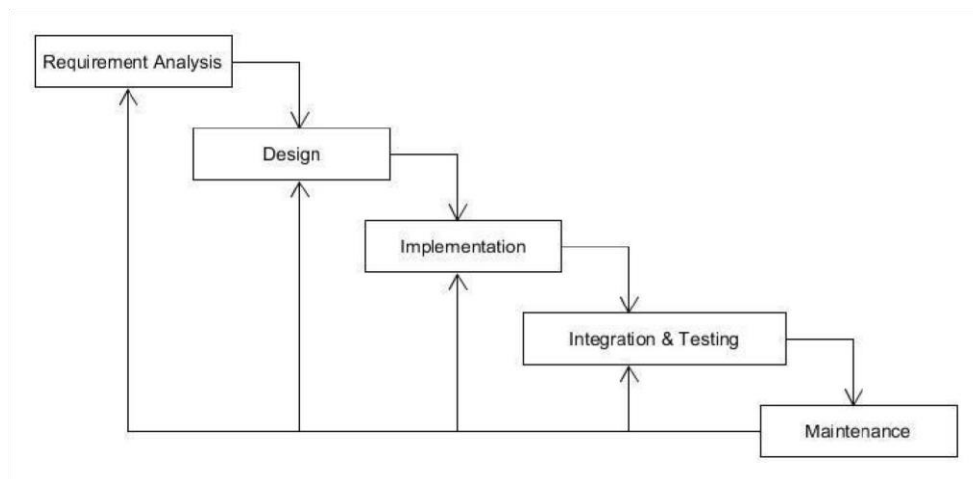 Requirement Analysis
Design
Implementation
Integration & Testing
Maintenance